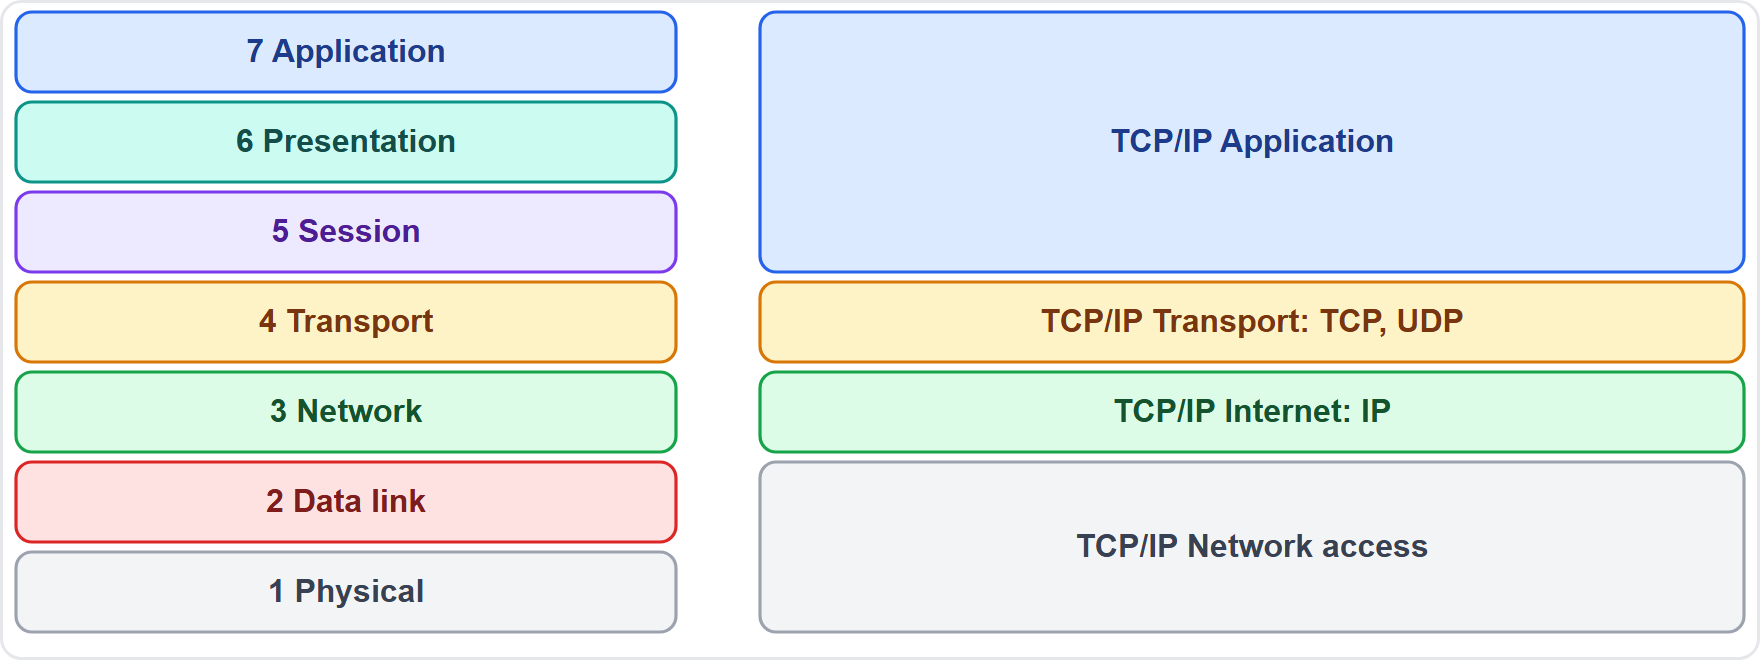 7 Application
6 Presentation
5 Session
4 Transport
3 Network
2 Data link
1 Physical
TCP/IP Application
TCP/IP Transport: TCP, UDP
TCP/IP Internet: IP
TCP/IP Network access